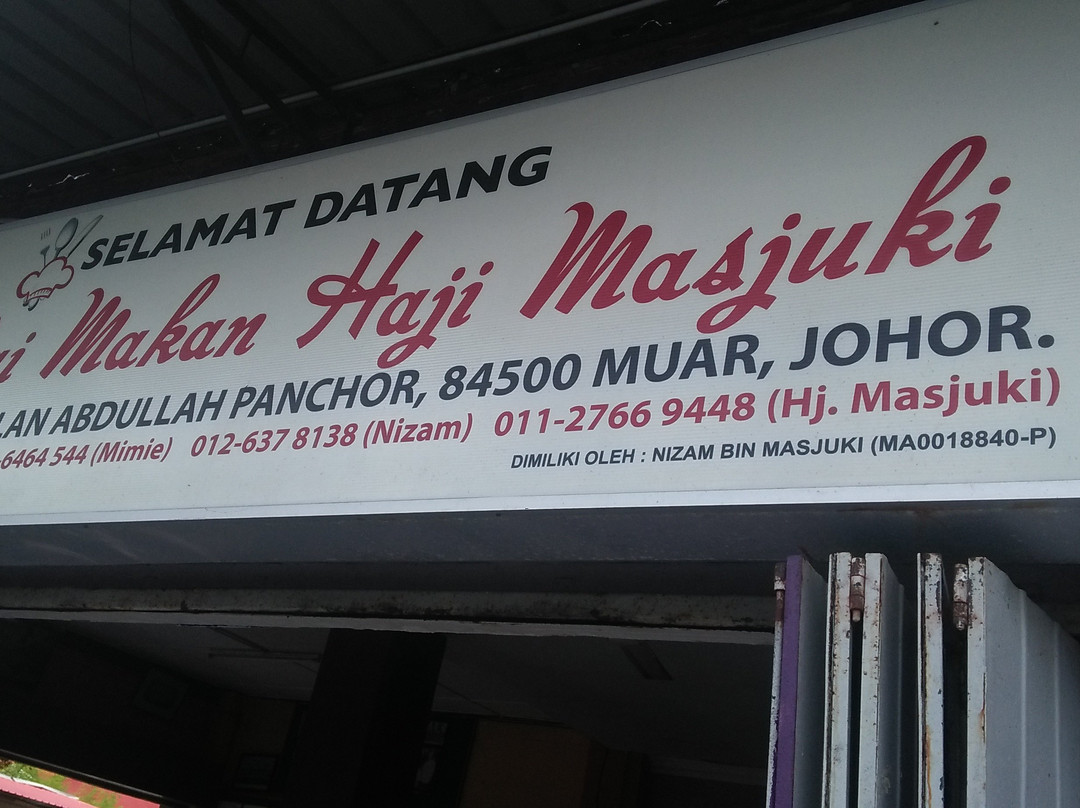 SELAMAT DATANG
Makan Haji Masjuki
ABDULLAH PANCHOR, 84500 MUAR, JOHOR.
6464 544 (Mimie) 012-637 8138 (Nizam) 011-2766 9448 (Hj. Masjuki)
DIMILIKI OLEH : NIZAM BIN MASJUKI (MA0018840-P)